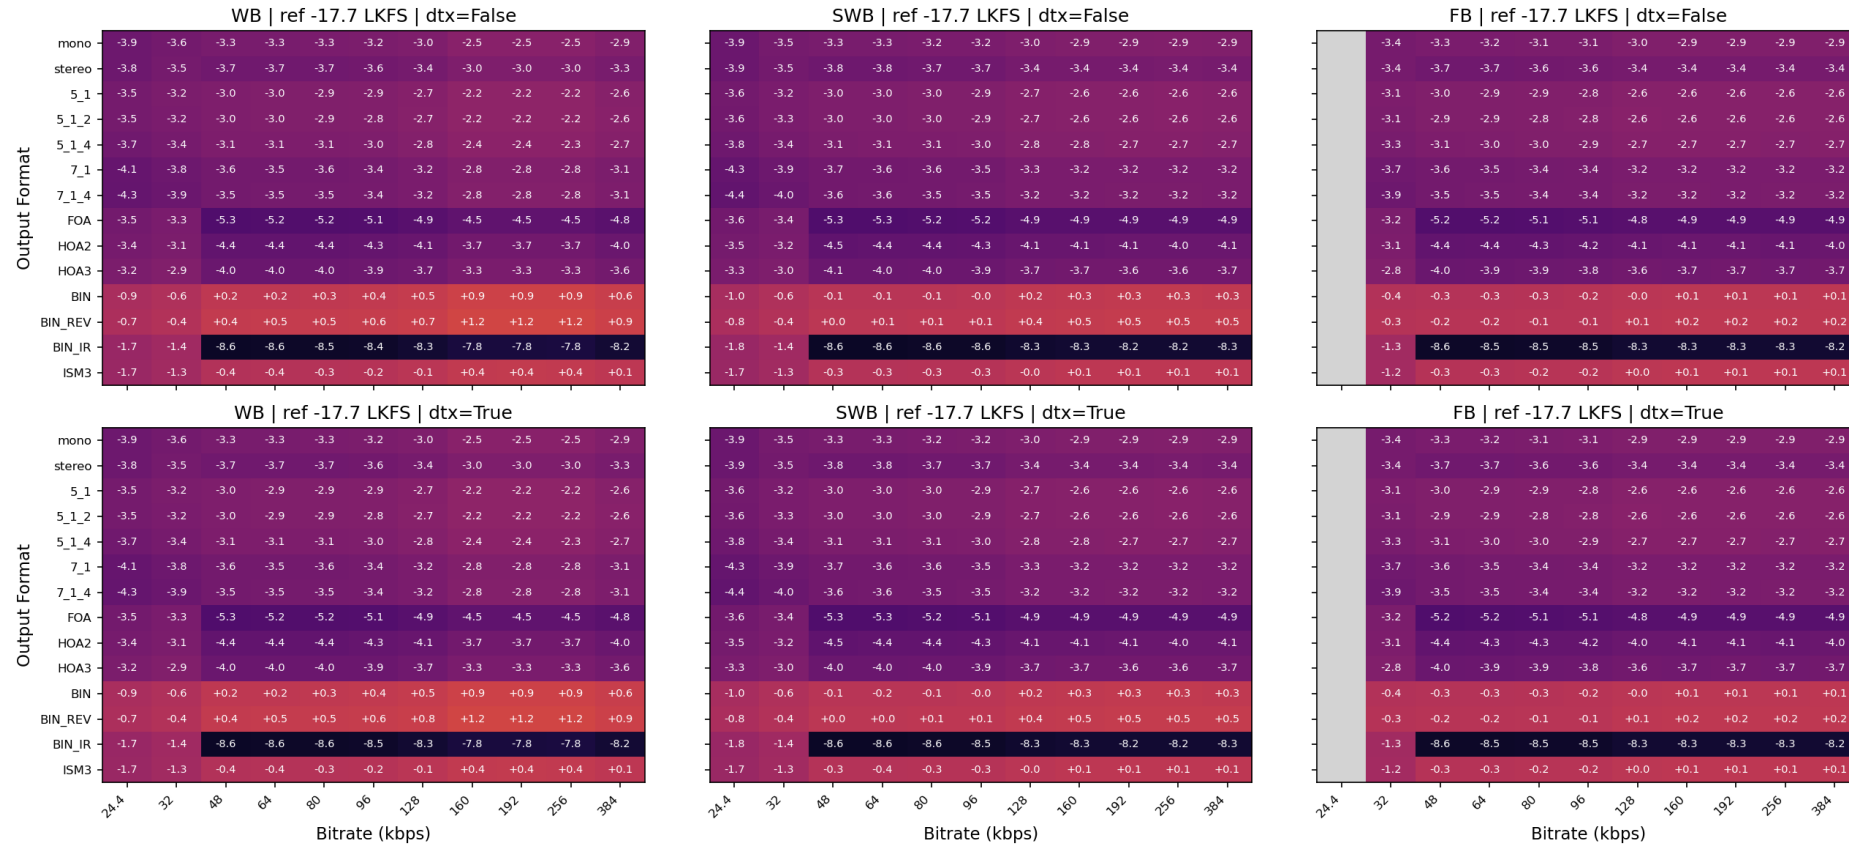 WB | ref -17.7 LKFS | dtx=False
SWB | ref -17.7 LKFS | dtx=False
FB | ref -17.7 LKFS | dtx=False
Output Format
mono -3.9 -3.6 -3.3 -3.3 -3.3 -3.2 -3.0 -2.5 -2.5 -2.5 -2.9 -3.9 -3.5 -3.3 -3.3 -3.2 -3.2 -3.0 -2.9 -2.9 -2.9 -2.9 -3.4 -3.3 -3.2 -3.1 -3.1 -3.0 -2.9 -2.9 -2.9 -2.9
stereo -3.8 -3.5 -3.7 -3.7 -3.7 -3.6 -3.4 -3.0 -3.0 -3.0 -3.3 -3.9 -3.5 -3.8 -3.8 -3.7 -3.7 -3.4 -3.4 -3.4 -3.4 -3.4 -3.4 -3.7 -3.7 -3.6 -3.6 -3.4 -3.4 -3.4 -3.4 -3.4
5_1 -3.5 -3.2 -3.0 -3.0 -2.9 -2.9 -2.7 -2.2 -2.2 -2.2 -2.6 -3.6 -3.2 -3.0 -3.0 -3.0 -2.9 -2.7 -2.6 -2.6 -2.6 -2.6 -3.1 -3.0 -2.9 -2.9 -2.8 -2.6 -2.6 -2.6 -2.6 -2.6
5_1_2 -3.5 -3.2 -3.0 -3.0 -2.9 -2.8 -2.7 -2.2 -2.2 -2.2 -2.6 -3.6 -3.3 -3.0 -3.0 -3.0 -2.9 -2.7 -2.6 -2.6 -2.6 -2.6 -3.1 -2.9 -2.9 -2.8 -2.8 -2.6 -2.6 -2.6 -2.6 -2.6
5_1_4 -3.7 -3.4 -3.1 -3.1 -3.1 -3.0 -2.8 -2.4 -2.4 -2.3 -2.7 -3.8 -3.4 -3.1 -3.1 -3.1 -3.0 -2.8 -2.8 -2.7 -2.7 -2.7 -3.3 -3.1 -3.0 -3.0 -2.9 -2.7 -2.7 -2.7 -2.7 -2.7
7_1 -4.1 -3.8 -3.6 -3.5 -3.6 -3.4 -3.2 -2.8 -2.8 -2.8 -3.1 -4.3 -3.9 -3.7 -3.6 -3.6 -3.5 -3.3 -3.2 -3.2 -3.2 -3.2 -3.7 -3.6 -3.5 -3.4 -3.4 -3.2 -3.2 -3.2 -3.2 -3.2
7_1_4 -4.3 -3.9 -3.5 -3.5 -3.5 -3.4 -3.2 -2.8 -2.8 -2.8 -3.1 -4.4 -4.0 -3.6 -3.6 -3.5 -3.5 -3.2 -3.2 -3.2 -3.2 -3.2 -3.9 -3.5 -3.5 -3.4 -3.4 -3.2 -3.2 -3.2 -3.2 -3.2
FOA -3.5 -3.3 -5.3 -5.2 -5.2 -5.1 -4.9 -4.5 -4.5 -4.5 -4.8 -3.6 -3.4 -5.3 -5.3 -5.2 -5.2 -4.9 -4.9 -4.9 -4.9 -4.9 -3.2 -5.2 -5.2 -5.1 -5.1 -4.8 -4.9 -4.9 -4.9 -4.9
HOA2 -3.4 -3.1 -4.4 -4.4 -4.4 -4.3 -4.1 -3.7 -3.7 -3.7 -4.0 -3.5 -3.2 -4.5 -4.4 -4.4 -4.3 -4.1 -4.1 -4.1 -4.0 -4.1 -3.1 -4.4 -4.4 -4.3 -4.2 -4.1 -4.1 -4.1 -4.1 -4.0
HOA3 -3.2 -2.9 -4.0 -4.0 -4.0 -3.9 -3.7 -3.3 -3.3 -3.3 -3.6 -3.3 -3.0 -4.1 -4.0 -4.0 -3.9 -3.7 -3.7 -3.6 -3.6 -3.7 -2.8 -4.0 -3.9 -3.9 -3.8 -3.6 -3.7 -3.7 -3.7 -3.7
BIN -0.9 -0.6 +0.2 +0.2 +0.3 +0.4 +0.5 +0.9 +0.9 +0.9 +0.6 -1.0 -0.6 -0.1 -0.1 -0.1 -0.0 +0.2 +0.3 +0.3 +0.3 +0.3 -0.4 -0.3 -0.3 -0.3 -0.2 -0.0 +0.1 +0.1 +0.1 +0.1
BIN_REV -0.7 -0.4 +0.4 +0.5 +0.5 +0.6 +0.7 +1.2 +1.2 +1.2 +0.9 -0.8 -0.4 +0.0 +0.1 +0.1 +0.1 +0.4 +0.5 +0.5 +0.5 +0.5 -0.3 -0.2 -0.2 -0.1 -0.1 +0.1 +0.2 +0.2 +0.2 +0.2
BIN_IR -1.7 -1.4 -8.6 -8.6 -8.5 -8.4 -8.3 -7.8 -7.8 -7.8 -8.2 -1.8 -1.4 -8.6 -8.6 -8.6 -8.6 -8.3 -8.3 -8.2 -8.2 -8.3 -1.3 -8.6 -8.5 -8.5 -8.5 -8.3 -8.3 -8.3 -8.3 -8.2
ISM3 -1.7 -1.3 -0.4 -0.4 -0.3 -0.2 -0.1 +0.4 +0.4 +0.4 +0.1 -1.7 -1.3 -0.3 -0.3 -0.3 -0.3 -0.0 +0.1 +0.1 +0.1 +0.1 -1.2 -0.3 -0.3 -0.2 -0.2 +0.0 +0.1 +0.1 +0.1 +0.1
WB | ref -17.7 LKFS | dtx=True
SWB | ref -17.7 LKFS | dtx=True
FB | ref -17.7 LKFS | dtx=True
Output Format
mono -3.9 -3.6 -3.3 -3.3 -3.3 -3.2 -3.0 -2.5 -2.5 -2.5 -2.9 -3.9 -3.5 -3.3 -3.3 -3.2 -3.2 -3.0 -2.9 -2.9 -2.9 -2.9 -3.4 -3.3 -3.2 -3.1 -3.1 -2.9 -2.9 -2.9 -2.9 -2.9
stereo -3.8 -3.5 -3.7 -3.7 -3.7 -3.6 -3.4 -3.0 -3.0 -3.0 -3.3 -3.9 -3.5 -3.8 -3.8 -3.7 -3.7 -3.4 -3.4 -3.4 -3.4 -3.4 -3.4 -3.7 -3.7 -3.6 -3.6 -3.4 -3.4 -3.4 -3.4 -3.4
5_1 -3.5 -3.2 -3.0 -2.9 -2.9 -2.9 -2.7 -2.2 -2.2 -2.2 -2.6 -3.6 -3.2 -3.0 -3.0 -3.0 -2.9 -2.7 -2.6 -2.6 -2.6 -2.6 -3.1 -3.0 -2.9 -2.9 -2.8 -2.6 -2.6 -2.6 -2.6 -2.6
5_1_2 -3.5 -3.2 -3.0 -2.9 -2.9 -2.8 -2.7 -2.2 -2.2 -2.2 -2.6 -3.6 -3.3 -3.0 -3.0 -3.0 -2.9 -2.7 -2.6 -2.6 -2.6 -2.6 -3.1 -2.9 -2.9 -2.8 -2.8 -2.6 -2.6 -2.6 -2.6 -2.6
5_1_4 -3.7 -3.4 -3.1 -3.1 -3.1 -3.0 -2.8 -2.4 -2.4 -2.3 -2.7 -3.8 -3.4 -3.1 -3.1 -3.1 -3.0 -2.8 -2.8 -2.7 -2.7 -2.7 -3.3 -3.1 -3.0 -3.0 -2.9 -2.7 -2.7 -2.7 -2.7 -2.7
7_1 -4.1 -3.8 -3.6 -3.5 -3.6 -3.4 -3.2 -2.8 -2.8 -2.8 -3.1 -4.3 -3.9 -3.7 -3.6 -3.6 -3.5 -3.3 -3.2 -3.2 -3.2 -3.2 -3.7 -3.6 -3.5 -3.4 -3.4 -3.2 -3.2 -3.2 -3.2 -3.2
7_1_4 -4.3 -3.9 -3.5 -3.5 -3.5 -3.4 -3.2 -2.8 -2.8 -2.8 -3.1 -4.4 -4.0 -3.6 -3.6 -3.5 -3.5 -3.2 -3.2 -3.2 -3.2 -3.2 -3.9 -3.5 -3.5 -3.4 -3.4 -3.2 -3.2 -3.2 -3.2 -3.2
FOA -3.5 -3.3 -5.3 -5.2 -5.2 -5.1 -4.9 -4.5 -4.5 -4.5 -4.8 -3.6 -3.4 -5.3 -5.3 -5.2 -5.1 -4.9 -4.9 -4.9 -4.9 -4.9 -3.2 -5.2 -5.2 -5.1 -5.1 -4.8 -4.9 -4.9 -4.9 -4.9
HOA2 -3.4 -3.1 -4.4 -4.4 -4.4 -4.3 -4.1 -3.7 -3.7 -3.7 -4.0 -3.5 -3.2 -4.5 -4.4 -4.4 -4.3 -4.1 -4.1 -4.1 -4.0 -4.1 -3.1 -4.4 -4.3 -4.3 -4.2 -4.0 -4.1 -4.1 -4.1 -4.0
HOA3 -3.2 -2.9 -4.0 -4.0 -4.0 -3.9 -3.7 -3.3 -3.3 -3.3 -3.6 -3.3 -3.0 -4.0 -4.0 -4.0 -3.9 -3.7 -3.7 -3.6 -3.6 -3.7 -2.8 -4.0 -3.9 -3.9 -3.8 -3.6 -3.7 -3.7 -3.7 -3.7
BIN -0.9 -0.6 +0.2 +0.2 +0.3 +0.4 +0.5 +0.9 +0.9 +0.9 +0.6 -1.0 -0.6 -0.1 -0.2 -0.1 -0.0 +0.2 +0.3 +0.3 +0.3 +0.3 -0.4 -0.3 -0.3 -0.3 -0.2 -0.0 +0.1 +0.1 +0.1 +0.1
BIN_REV -0.7 -0.4 +0.4 +0.5 +0.5 +0.6 +0.8 +1.2 +1.2 +1.2 +0.9 -0.8 -0.4 +0.0 +0.0 +0.1 +0.1 +0.4 +0.5 +0.5 +0.5 +0.5 -0.3 -0.2 -0.2 -0.1 -0.1 +0.1 +0.2 +0.2 +0.2 +0.2
BIN_IR -1.7 -1.4 -8.6 -8.6 -8.6 -8.5 -8.3 -7.8 -7.8 -7.8 -8.2 -1.8 -1.4 -8.6 -8.6 -8.6 -8.5 -8.3 -8.3 -8.2 -8.2 -8.3 -1.3 -8.6 -8.5 -8.5 -8.5 -8.3 -8.3 -8.3 -8.3 -8.2
ISM3 -1.7 -1.3 -0.4 -0.4 -0.3 -0.2 -0.1 +0.4 +0.4 +0.4 +0.1 -1.7 -1.3 -0.3 -0.4 -0.3 -0.3 -0.0 +0.1 +0.1 +0.1 +0.1 -1.2 -0.3 -0.3 -0.2 -0.2 +0.0 +0.1 +0.1 +0.1 +0.1
24.4 32 48 64 80 96 128 160 192 256 384
24.4 32 48 64 80 96 128 160 192 256 384
24.4 32 48 64 80 96 128 160 192 256 384
Bitrate (kbps)
Bitrate (kbps)
Bitrate (kbps)